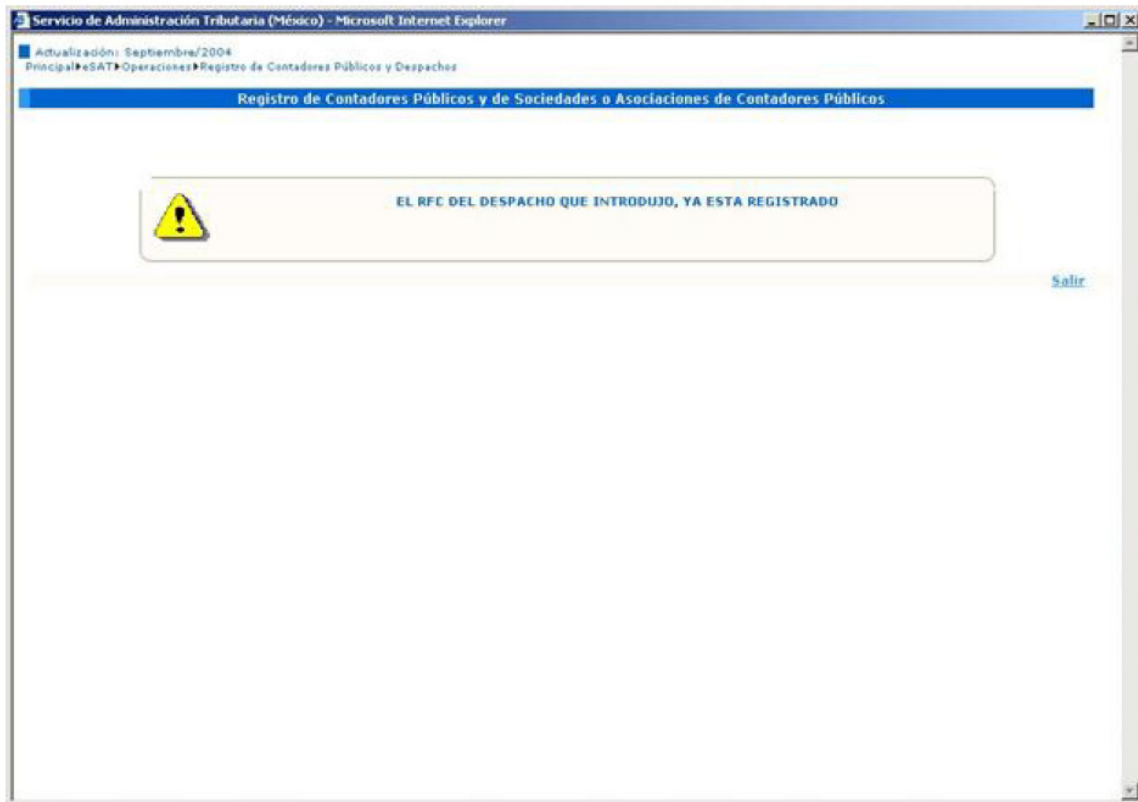 Servicio de Administración Tributaria (México) - Microsoft Internet Explorer
Actualización: Septiembre/2004
Principal▶eSAT▶Operaciones▶Registro de Contadores Públicos y Despachos
Registro de Contadores Públicos y de Sociedades o Asociaciones de Contadores Públicos
EL RFC DEL DESPACHO QUE INTRODUJO, YA ESTA REGISTRADO
Salir